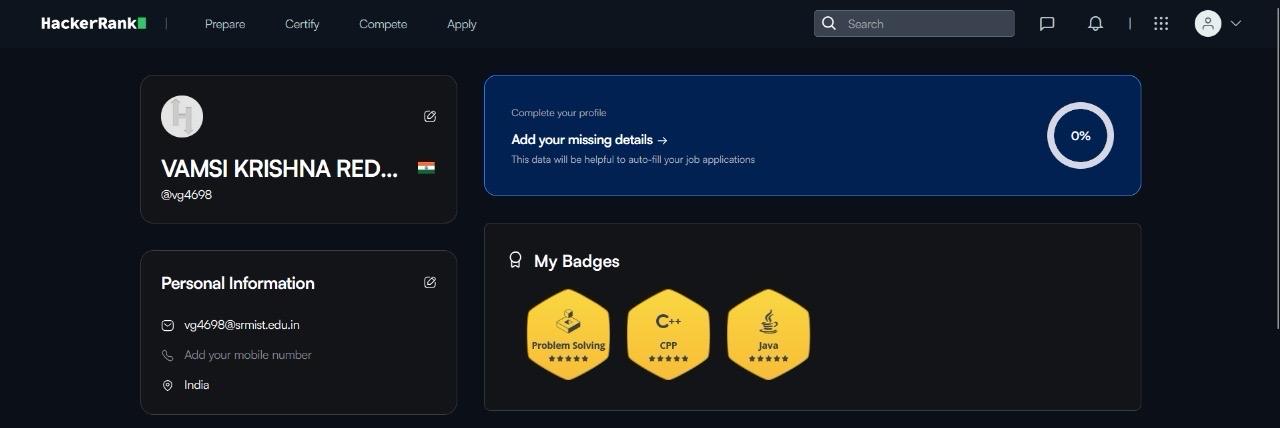 HackerRank
Prepare Certify Compete Apply Search
VAMSI KRISHNA RED...
@vg4698
Complete your profile
Add your missing details →
This data will be helpful to auto-fill your job applications
0%
Personal Information
vg4698@srmist.edu.in
Add your mobile number
India
My Badges
Problem Solving
C++
CPP
Java